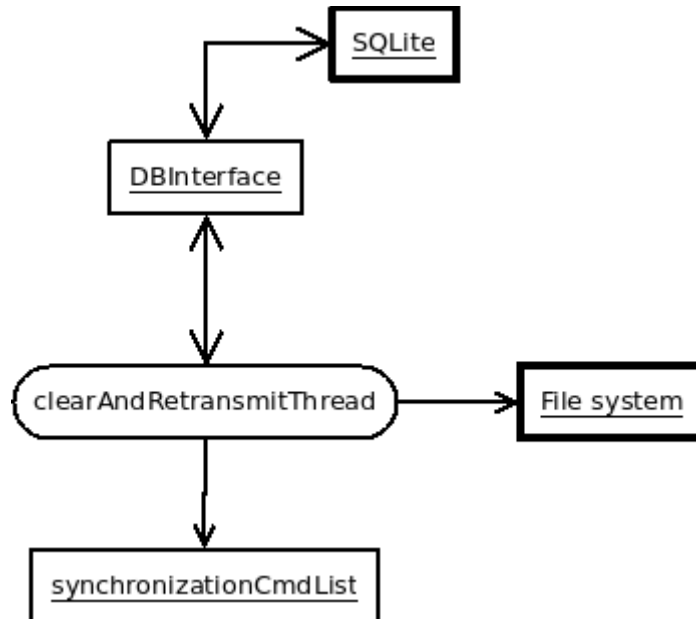 SQLite
DBInterface
clearAndRetransmitThread
File system
synchronizationCmdList